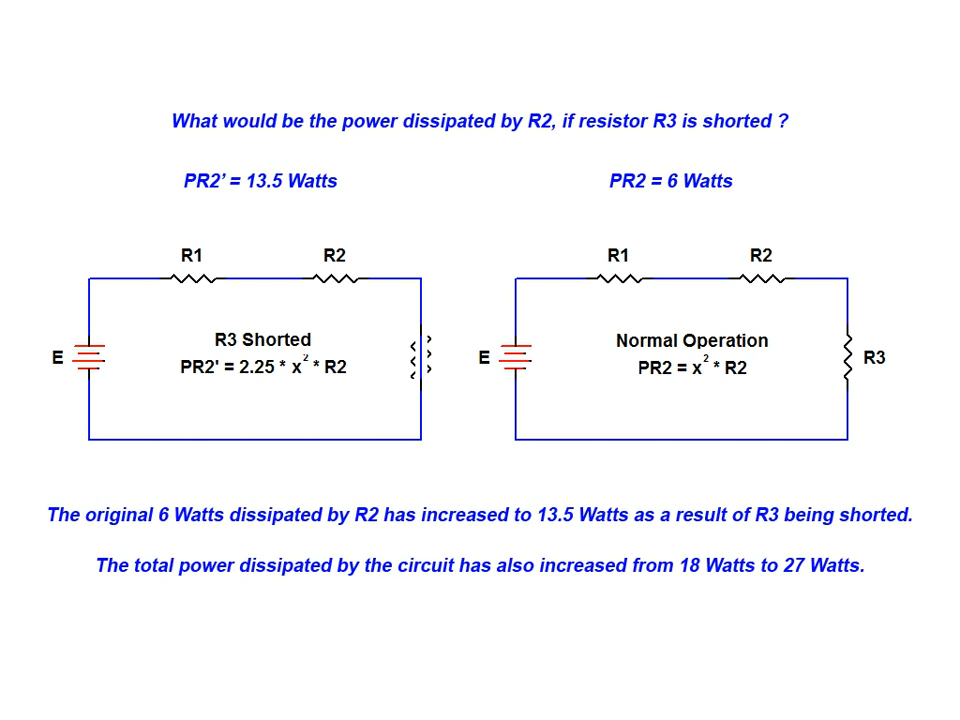 What would be the power dissipated by R2, if resistor R3 is shorted ?
PR2’ = 13.5 Watts
PR2 = 6 Watts
R1
R2
R1
R2
R3 Shorted
PR2' = 2.25 * x² * R2
E
Normal Operation
PR2 = x² * R2
E
R3
The original 6 Watts dissipated by R2 has increased to 13.5 Watts as a result of R3 being shorted.
The total power dissipated by the circuit has also increased from 18 Watts to 27 Watts.